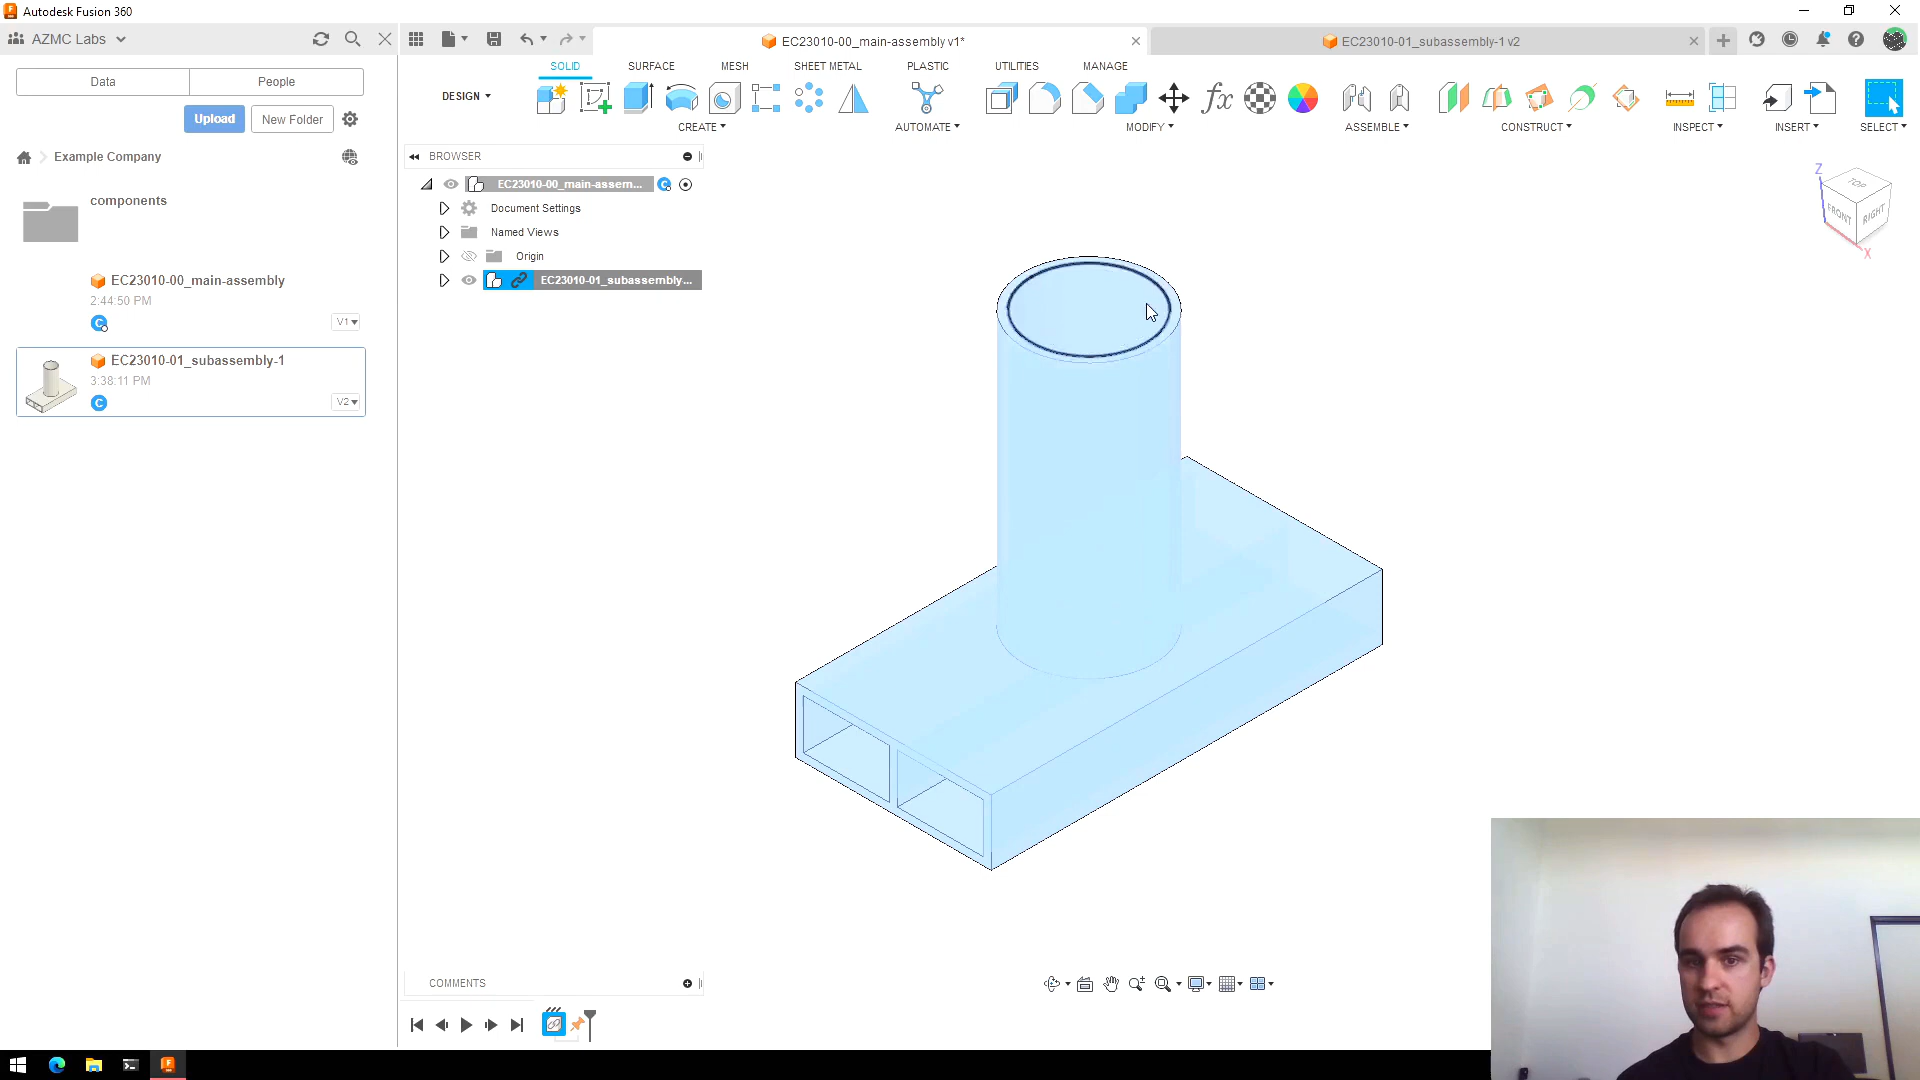 Autodesk Fusion 360
AZMC Labs
EC23010-00_main-assembly v1*
EC23010-01_subassembly-1 v2
Data
People
Upload
New Folder
Example Company
components
EC23010-00_main-assembly
2:44:50 PM
V1
EC23010-01_subassembly-1
3:38:11 PM
C
V2
DESIGN
SOLID
SURFACE
MESH
SHEET METAL
PLASTIC
UTILITIES
MANAGE
CREATE
AUTOMATE
MODIFY
ASSEMBLE
CONSTRUCT
INSPECT
INSERT
SELECT
BROWSER
EC23010-00_main-assem...
Document Settings
Named Views
Origin
EC23010-01_subassembly...
Z
TOP
FRONT
RIGHT
X
COMMENTS